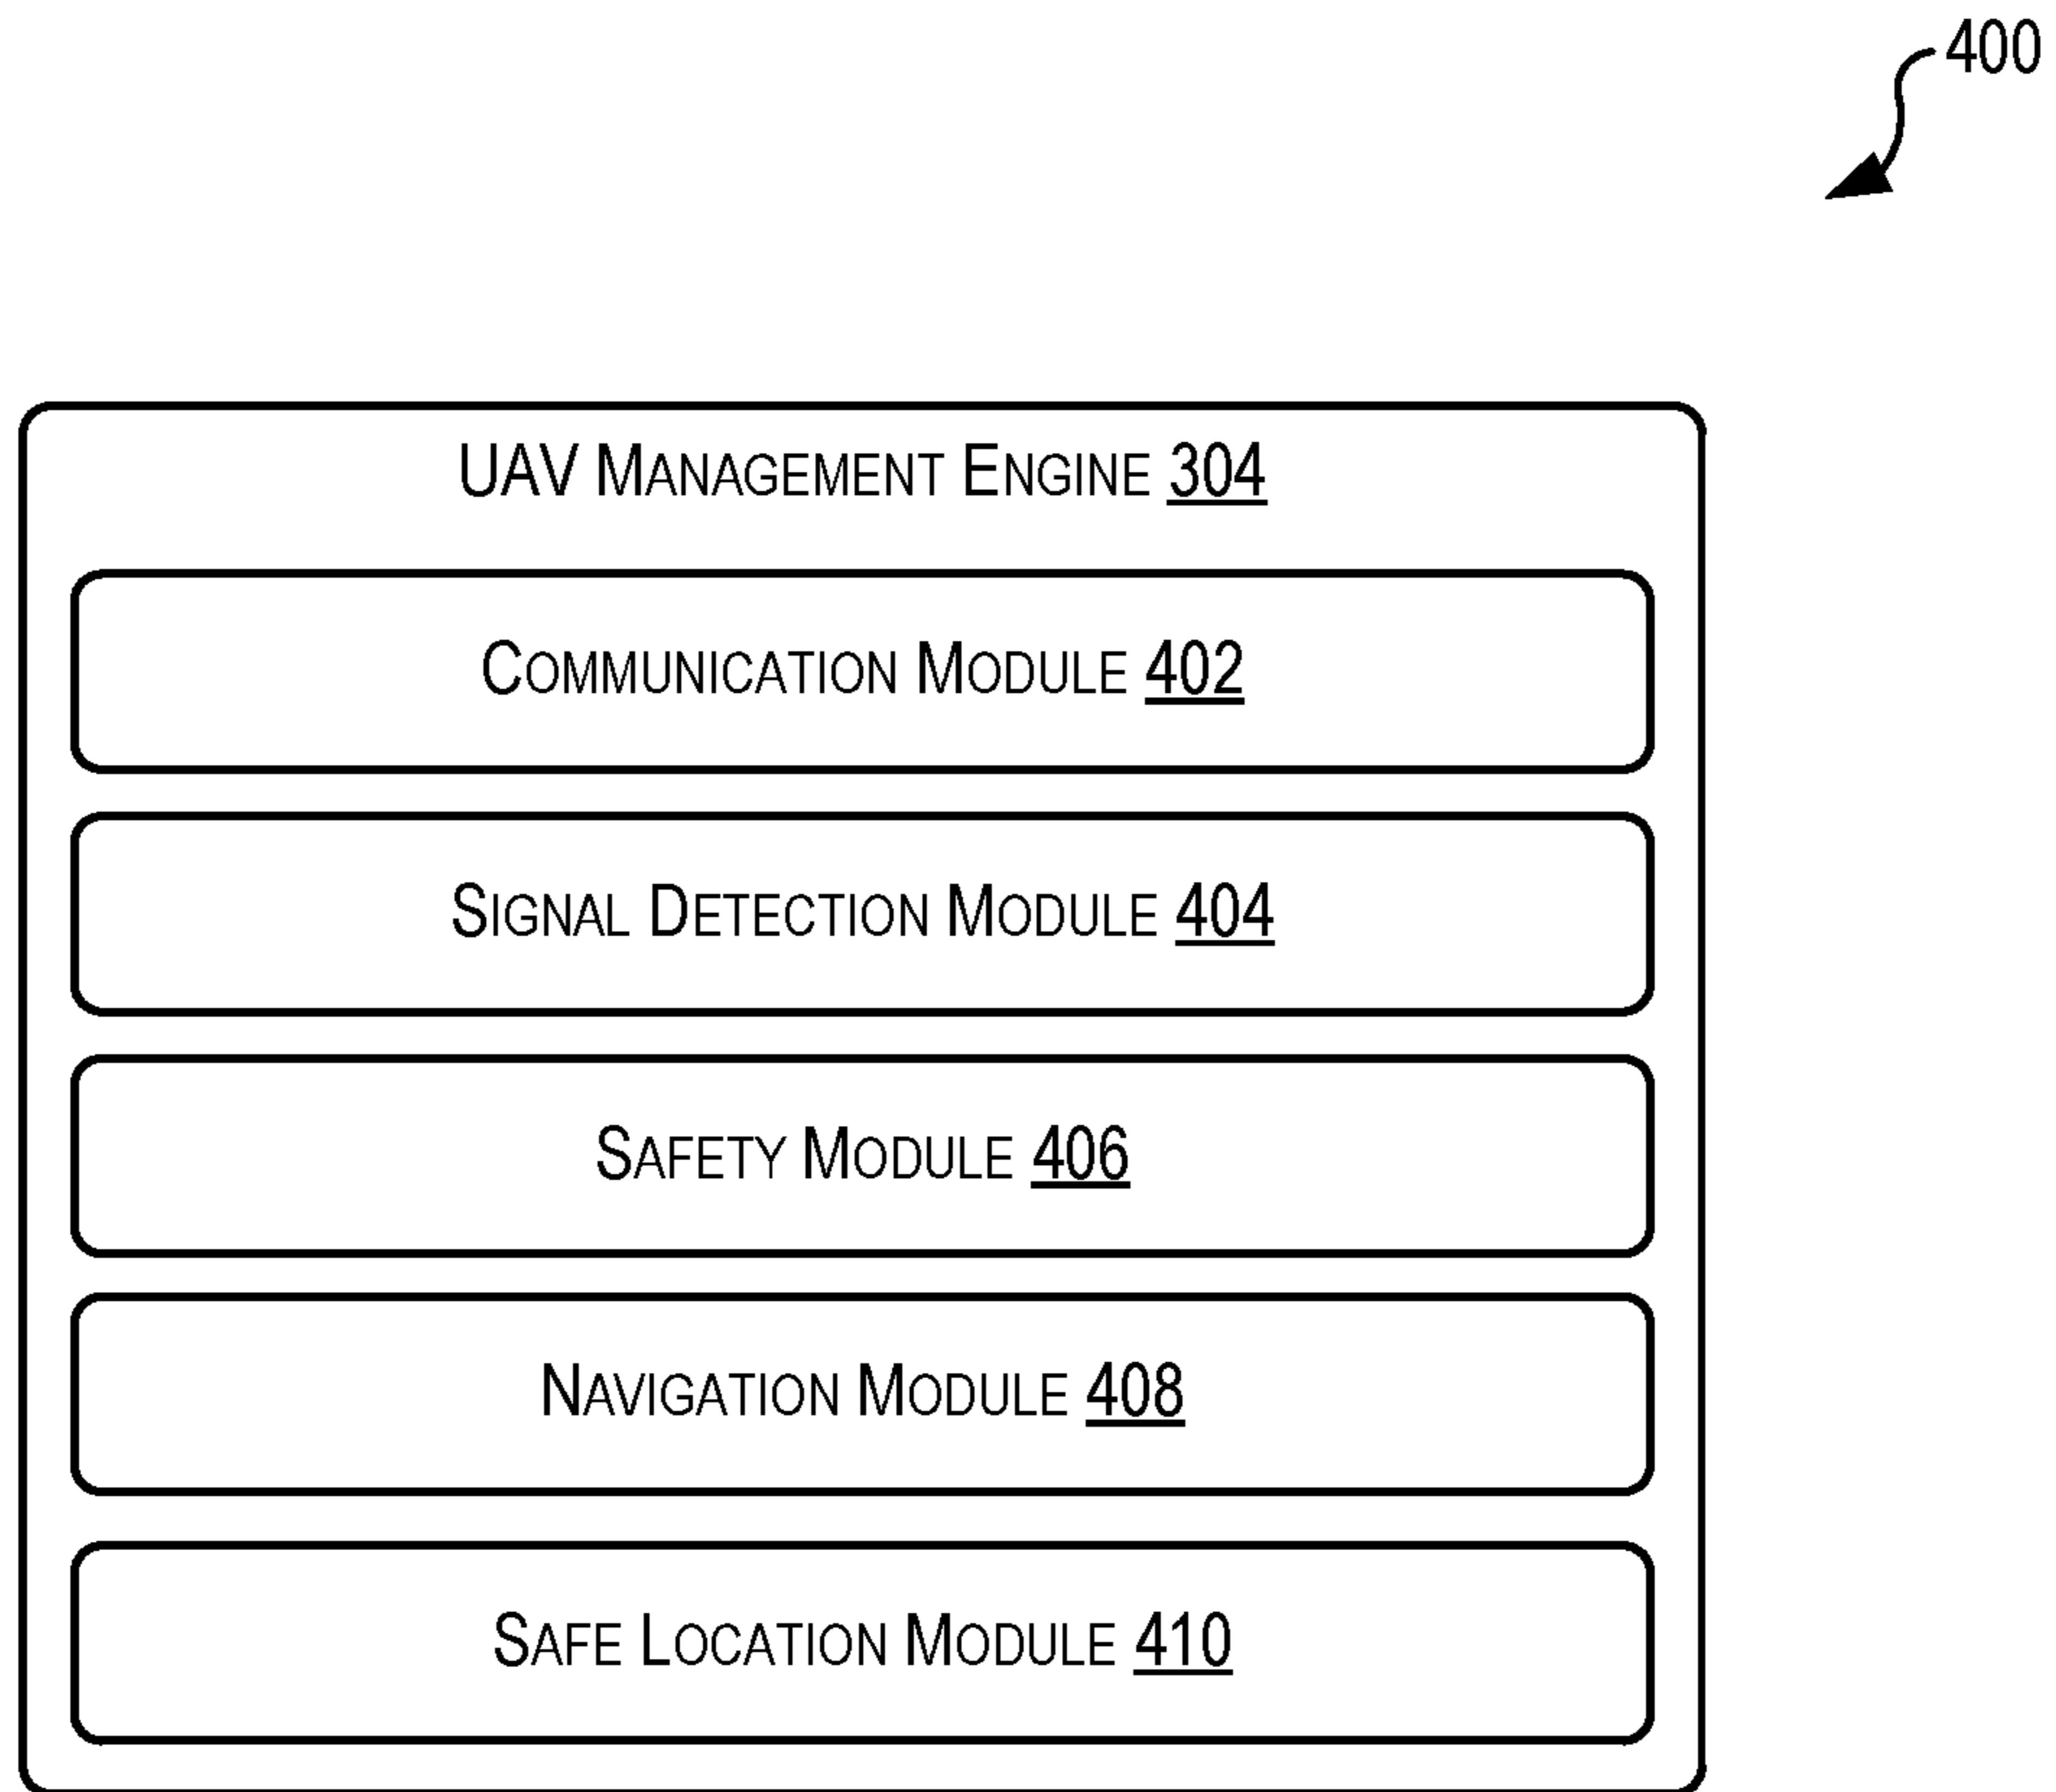 400
UAV Management Engine 304
Communication Module 402
Signal Detection Module 404
Safety Module 406
Navigation Module 408
Safe Location Module 410